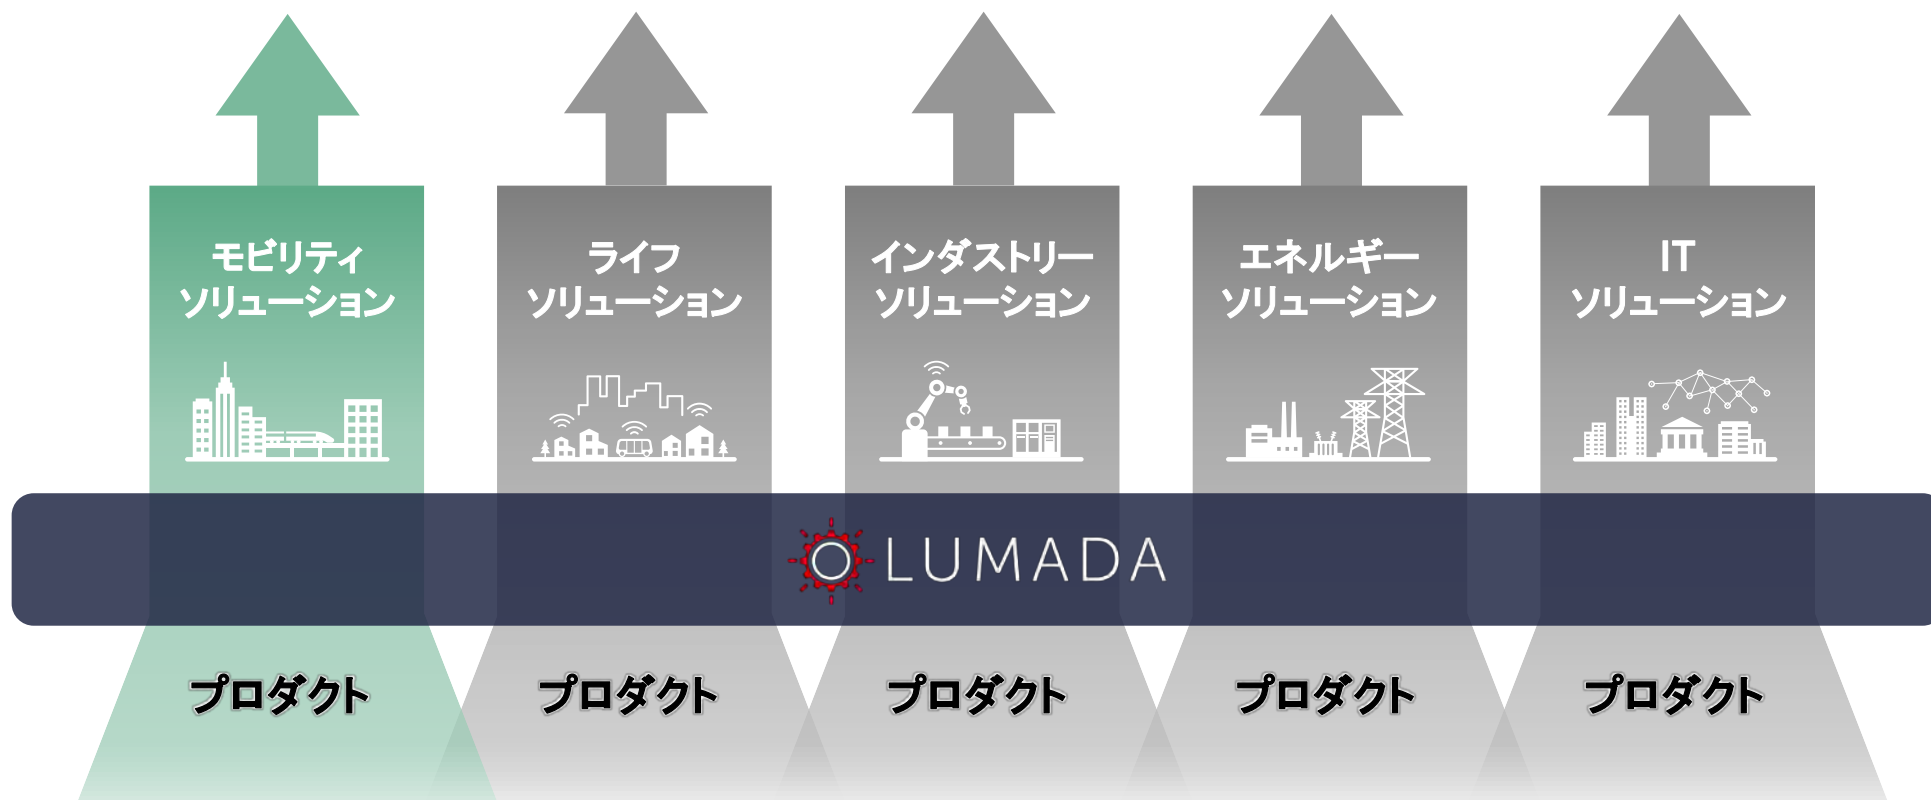 モビリティ
ソリューション
ライフ
ソリューション
インダストリー
ソリューション
エネルギー
ソリューション
IT
ソリューション
LUMADA
プロダクト
プロダクト
プロダクト
プロダクト
プロダクト